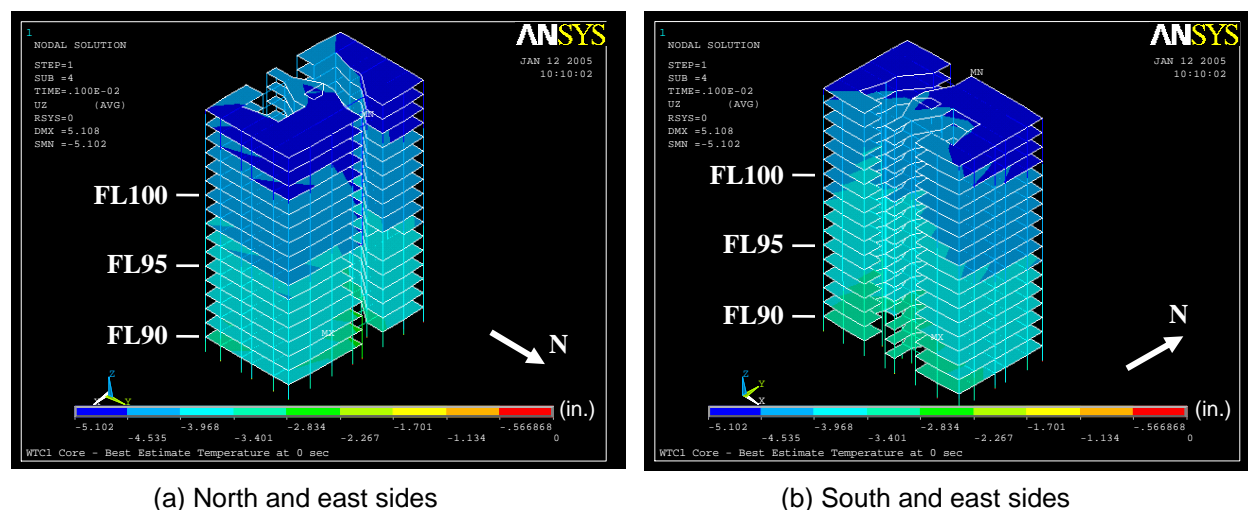 1
ANSYS
NODAL SOLUTION
JAN 12 2005
10:10:02
STEP=1
SUB =4
TIME=.100E-02
UZ (AVG)
RSYS=0
DMX =5.108
SMN =-5.102
MN
FL100
FL95
FL90
MX
N
Z
X Y
(in.)
-5.102 -3.968 -2.834 -1.701 -.566868
-4.535 -3.401 -2.267 -1.134 0
WTC1 Core - Best Estimate Temperature at 0 sec
(a) North and east sides
1
ANSYS
NODAL SOLUTION
JAN 12 2005
10:10:02
STEP=1
SUB =4
TIME=.100E-02
UZ (AVG)
RSYS=0
DMX =5.108
SMN =-5.102
MN
FL100
FL95
FL90
MX
N
Z
Y
X
(in.)
-5.102 -3.968 -2.834 -1.701 -.566868
-4.535 -3.401 -2.267 -1.134 0
WTC1 Core - Best Estimate Temperature at 0 sec
(b) South and east sides